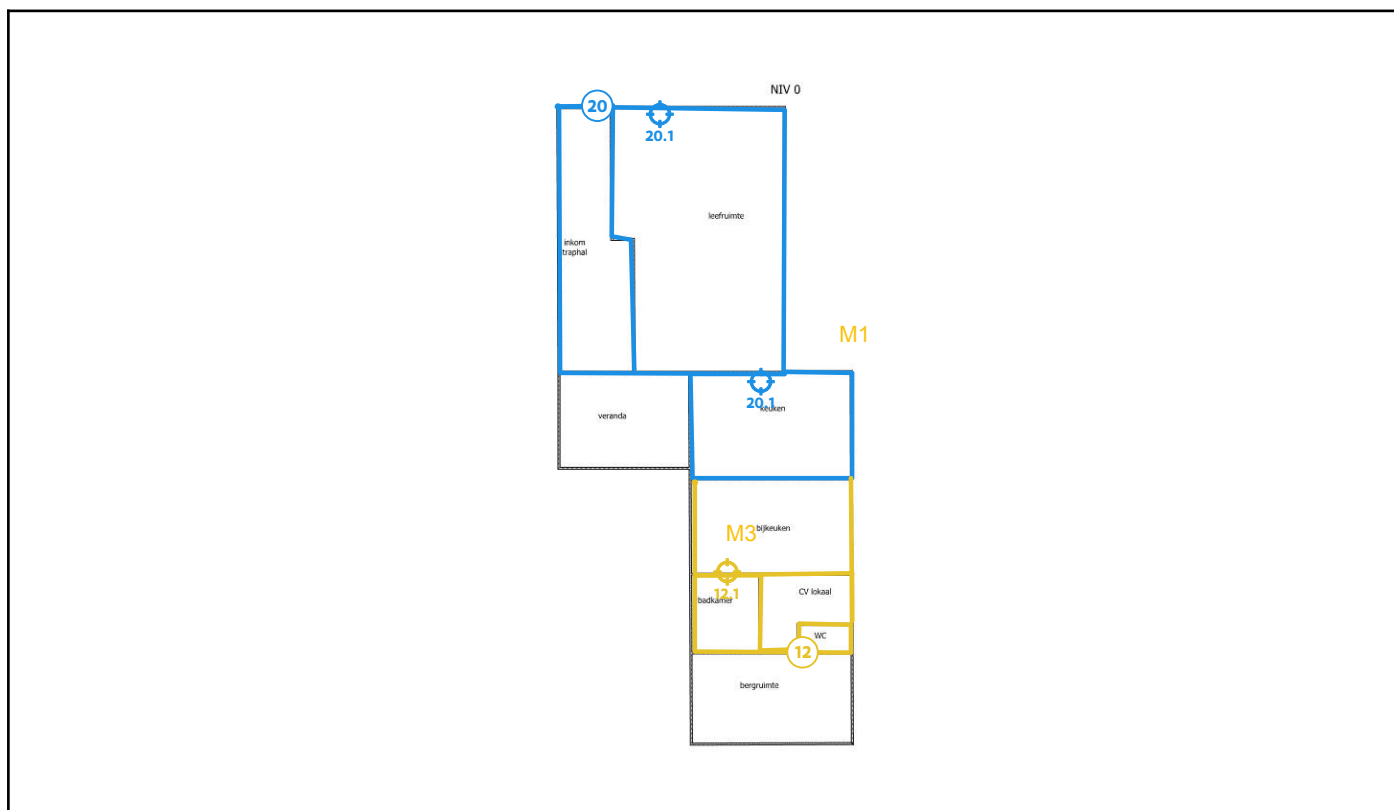 NIV 0
20
20.1
leefruimte
inkom
traphal
M1
20.1
keuken
veranda
bijkeuken
M3
12.1
badkamer
CV lokaal
WC
12
bergruimte